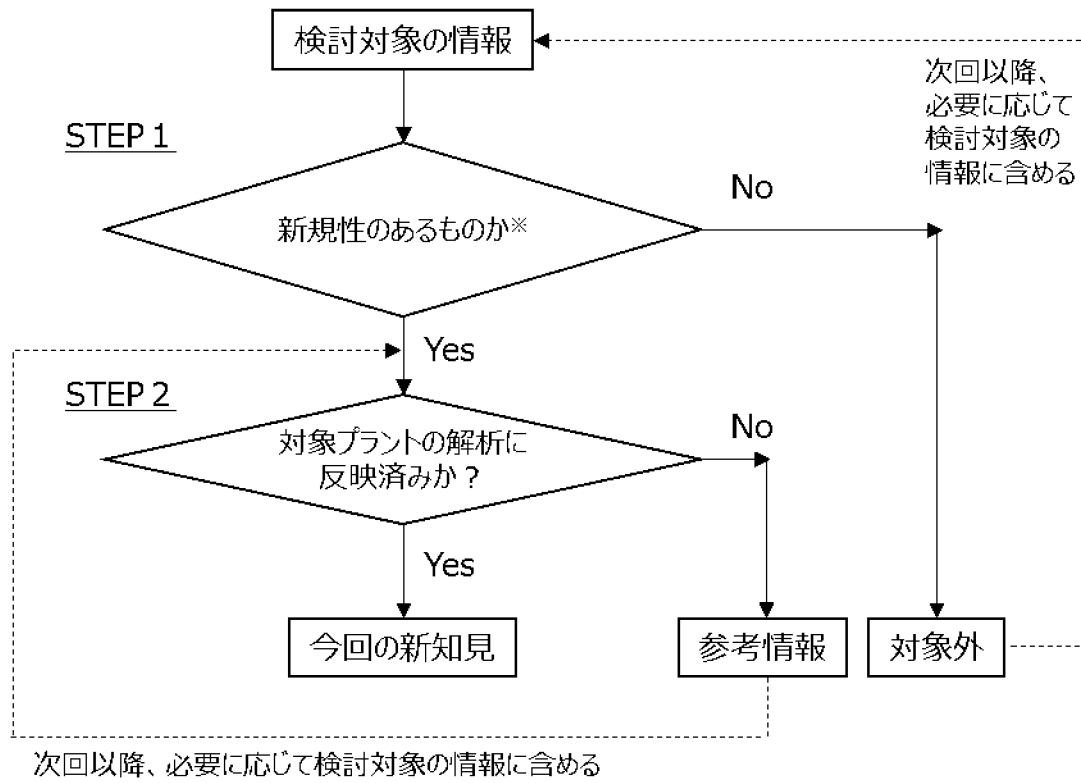 検討対象の情報
次回以降、
必要に応じて
検討対象の
情報に含める
STEP 1
No
新規性のあるものか※
Yes
STEP 2
No
対象プラントの解析に
反映済みか？
Yes
今回の新知見
参考情報
対象外
次回以降、必要に応じて検討対象の情報に含める